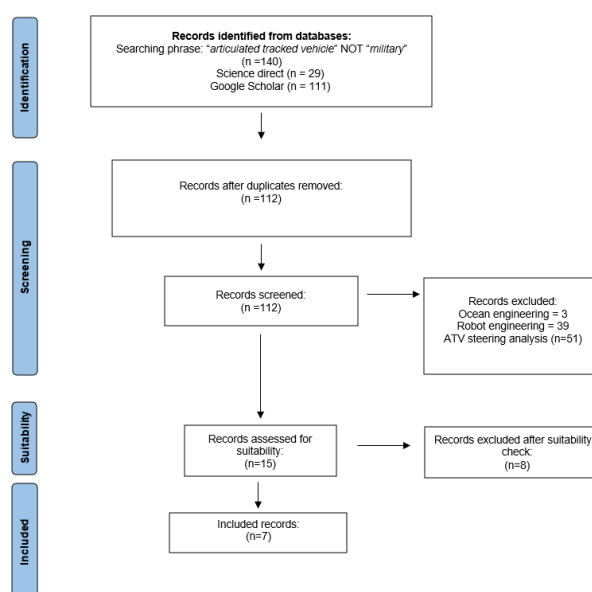 Identification
Records identified from databases:
Searching phrase: “articulated tracked vehicle” NOT “military”
(n =140)
Science direct (n = 29)
Google Scholar (n = 111)
Screening
Records after duplicates removed:
(n =112)
Records screened:
(n =112)
Records excluded:
Ocean engineering = 3
Robot engineering = 39
ATV steering analysis (n=51)
Suitability
Records assessed for
suitability:
(n=15)
Records excluded after suitability
check:
(n=8)
Included
Included records:
(n=7)